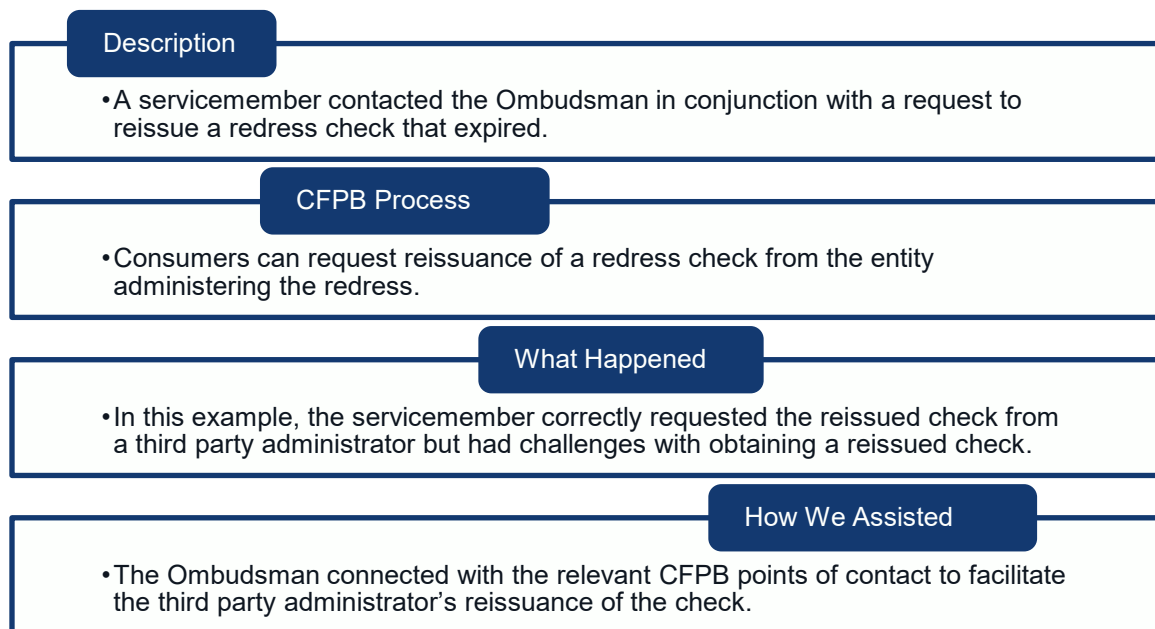 Description
•A servicemember contacted the Ombudsman in conjunction with a request to
reissue a redress check that expired.
CFPB Process
•Consumers can request reissuance of a redress check from the entity
administering the redress.
What Happened
•In this example, the servicemember correctly requested the reissued check from
a third party administrator but had challenges with obtaining a reissued check.
How We Assisted
•The Ombudsman connected with the relevant CFPB points of contact to facilitate
the third party administrator’s reissuance of the check.